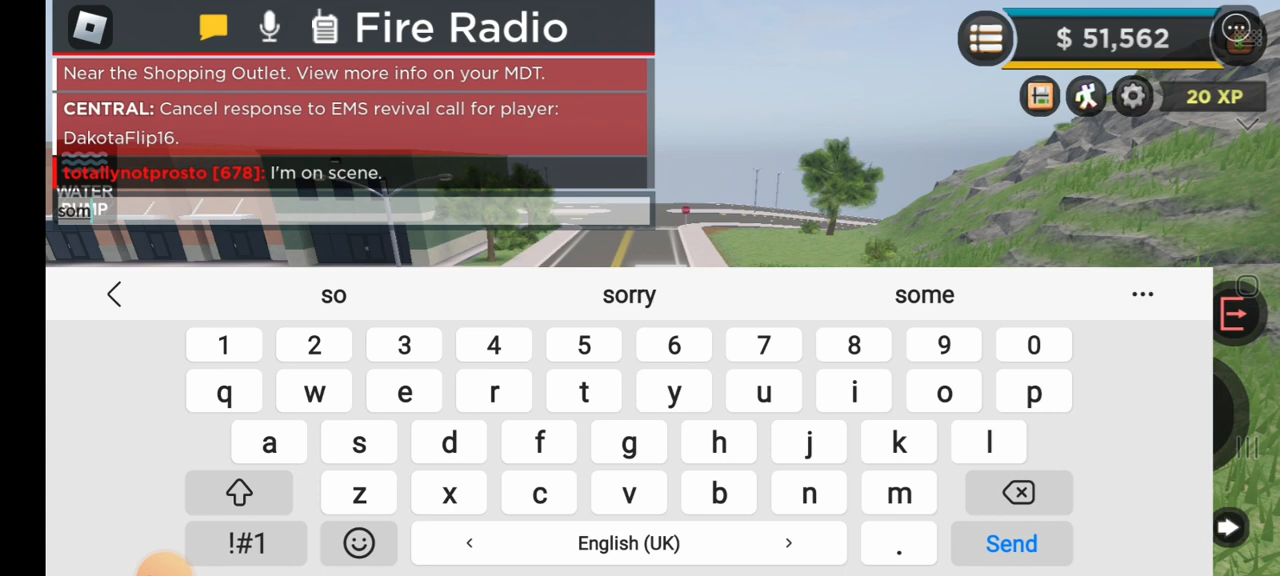 Fire Radio
$ 51,562
20 XP
Near the Shopping Outlet. View more info on your MDT.
CENTRAL: Cancel response to EMS revival call for player:
DakotaFlip16.
totallynotprosto [678]: I'm on scene.
WATER
PUMP
som
so sorry some ...
1 2 3 4 5 6 7 8 9 0
q w e r t y u i o p
a s d f g h j k l
z x c v b n m
!#1 < English (UK) > . Send